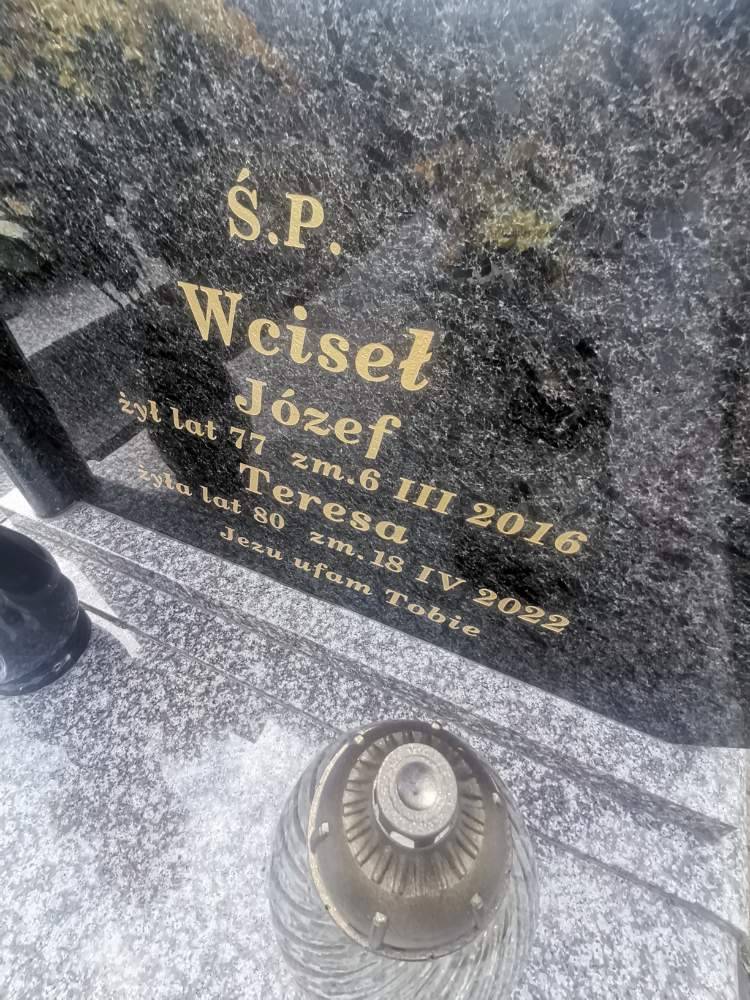 Ś.P.
Wciseł
Józef
żył lat 77 zm.6 III 2016
Teresa
żyła lat 80 zm.18 IV 2022
Jezu ufam Tobie